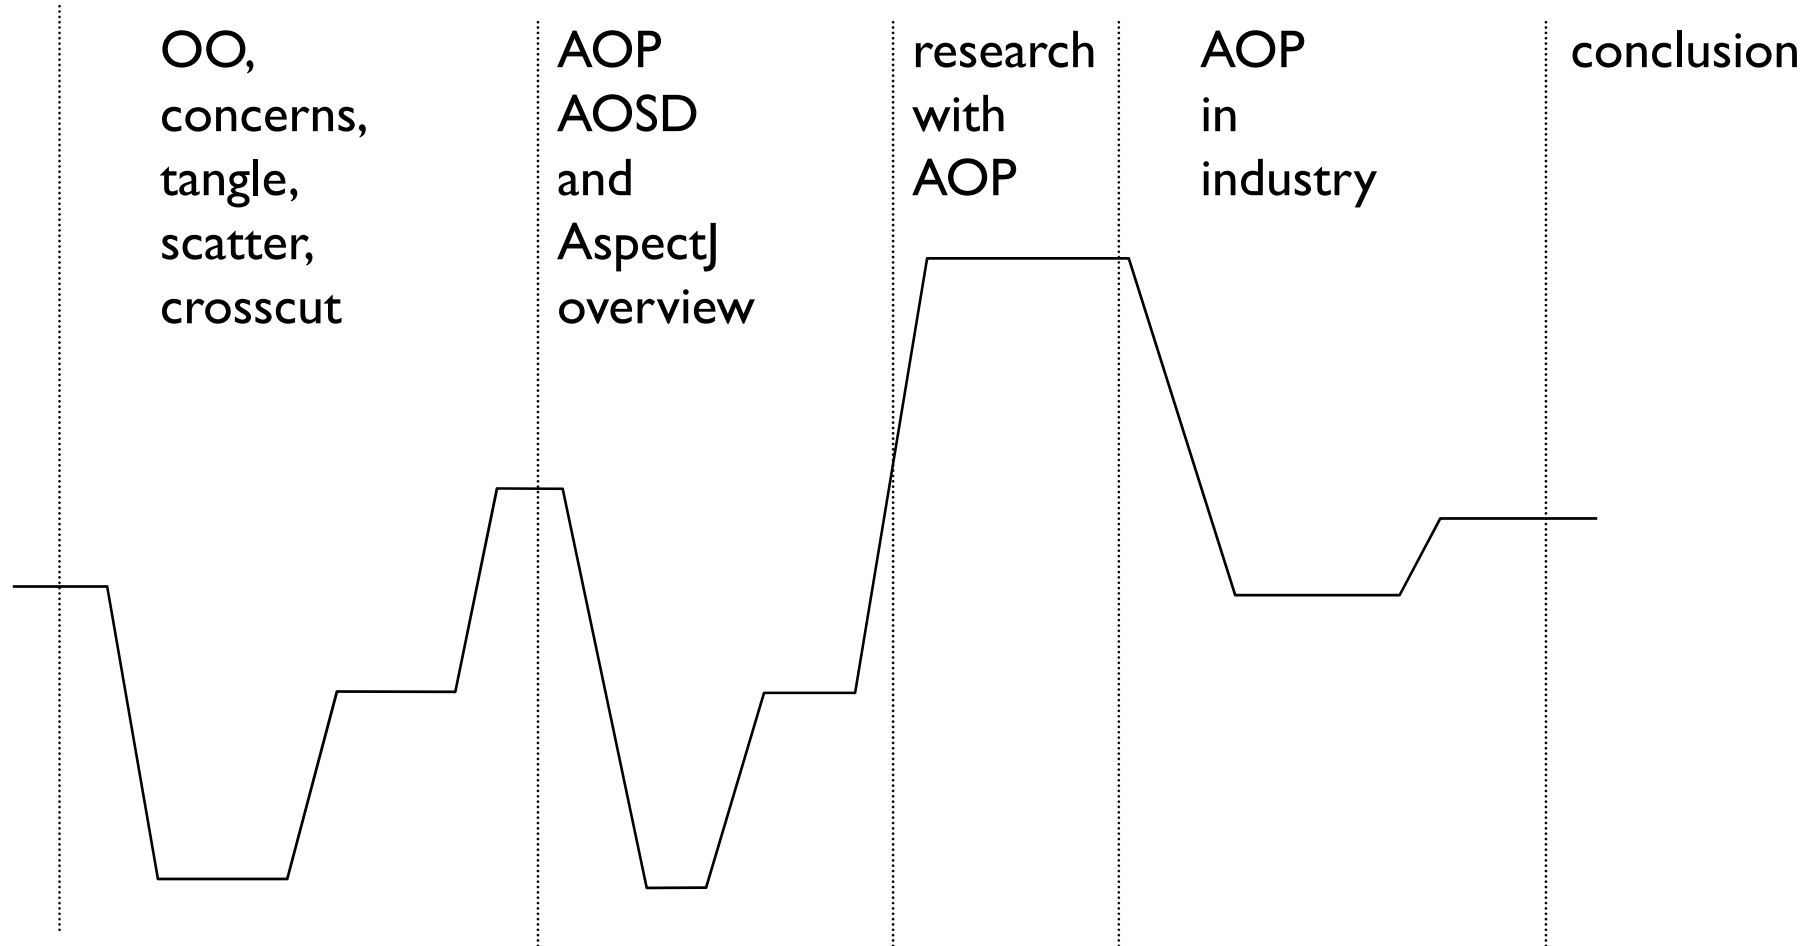 OO,
concerns,
tangle,
scatter,
crosscut
AOP
AOSD
and
AspectJ
overview
research
with
AOP
AOP
in
industry
conclusion